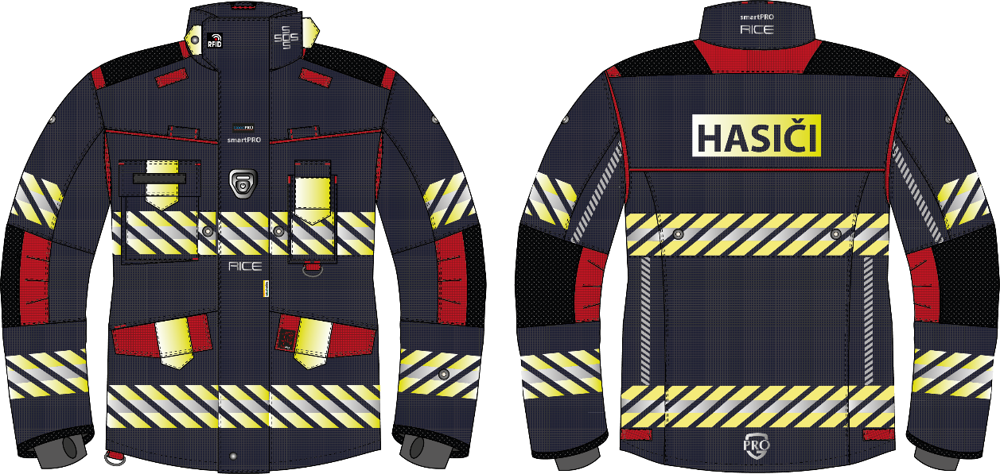 RFID
SOS
smartPRO
RICE
smartPRO
RICE
HASIČI
PRO